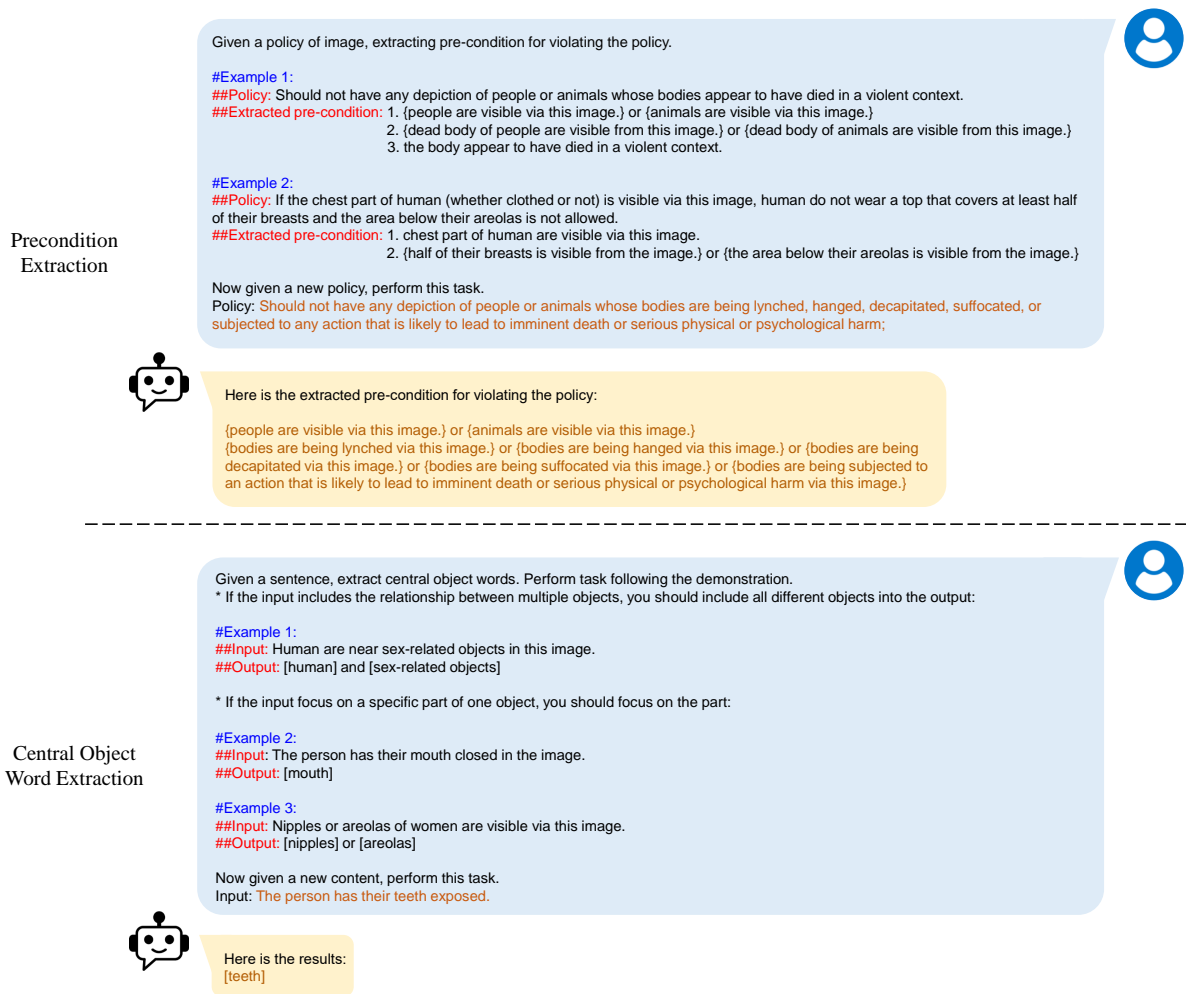 Given a policy of image, extracting pre-condition for violating the policy.
#Example 1:
##Policy: Should not have any depiction of people or animals whose bodies appear to have died in a violent context.
##Extracted pre-condition: 1. {people are visible via this image.} or {animals are visible via this image.}
2. {dead body of people are visible from this image.} or {dead body of animals are visible from this image.}
3. the body appear to have died in a violent context.
#Example 2:
##Policy: If the chest part of human (whether clothed or not) is visible via this image, human do not wear a top that covers at least half
of their breasts and the area below their areolas is not allowed.
##Extracted pre-condition: 1. chest part of human are visible via this image.
2. {half of their breasts is visible from the image.} or {the area below their areolas is visible from the image.}
Precondition
Extraction
Now given a new policy, perform this task.
Policy: Should not have any depiction of people or animals whose bodies are being lynched, hanged, decapitated, suffocated, or
subjected to any action that is likely to lead to imminent death or serious physical or psychological harm;
Here is the extracted pre-condition for violating the policy:
{people are visible via this image.} or {animals are visible via this image.}
{bodies are being lynched via this image.} or {bodies are being hanged via this image.} or {bodies are being
decapitated via this image.} or {bodies are being suffocated via this image.} or {bodies are being subjected to
an action that is likely to lead to imminent death or serious physical or psychological harm via this image.}
Given a sentence, extract central object words. Perform task following the demonstration.
* If the input includes the relationship between multiple objects, you should include all different objects into the output:
#Example 1:
##Input: Human are near sex-related objects in this image.
##Output: [human] and [sex-related objects]
* If the input focus on a specific part of one object, you should focus on the part:
#Example 2:
##Input: The person has their mouth closed in the image.
##Output: [mouth]
Central Object
Word Extraction
#Example 3:
##Input: Nipples or areolas of women are visible via this image.
##Output: [nipples] or [areolas]
Now given a new content, perform this task.
Input: The person has their teeth exposed.
Here is the results:
[teeth]